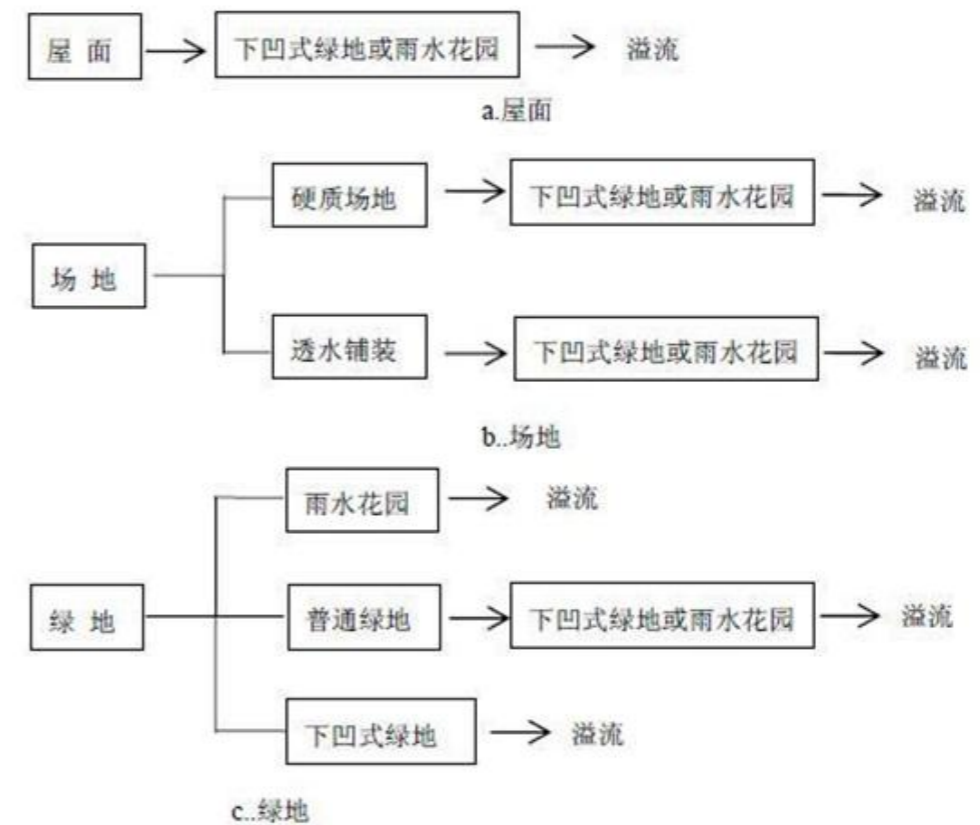 屋 面 下凹式绿地或雨水花园 溢流
a.屋面
硬质场地 下凹式绿地或雨水花园 溢流
场 地
透水铺装 下凹式绿地或雨水花园 溢流
b..场地
雨水花园 溢流
绿 地 普通绿地 下凹式绿地或雨水花园 溢流
下凹式绿地 溢流
c..绿地